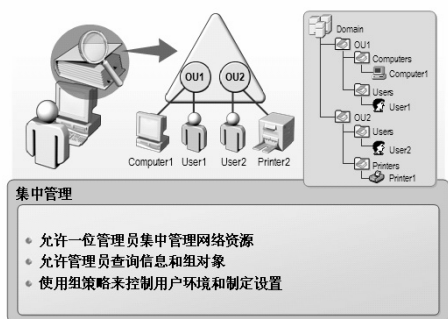 OU1
OU2
Computer1 User1 User2 Printer2
Domain
OU1
Computers
Computer1
Users
User1
OU2
Users
User2
Printers
Printer1
集中管理
允许一位管理员集中管理网络资源
允许管理员查询信息和组对象
使用组策略来控制用户环境和制定设置